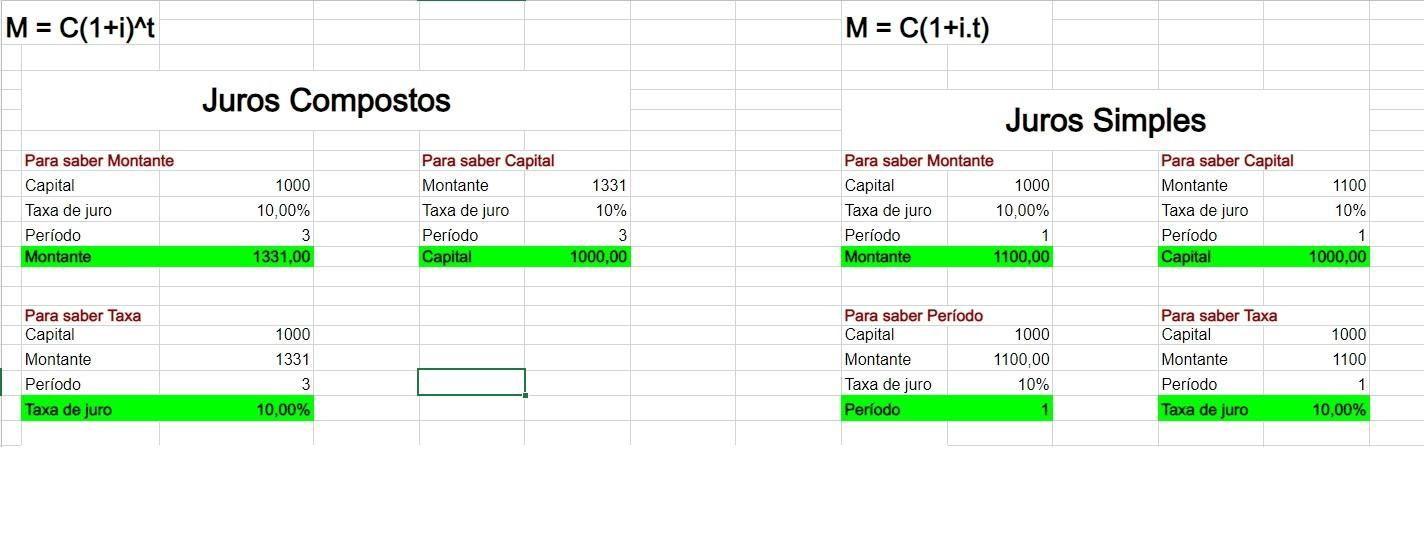 M = C(1+i)^t
M = C(1+i.t)
Juros Compostos
Para saber Montante
Capital 1000
Taxa de juro 10,00%
Período 3
Montante 1331,00
Para saber Capital
Montante 1331
Taxa de juro 10%
Período 3
Capital 1000,00
Para saber Taxa
Capital 1000
Montante 1331
Período 3
Taxa de juro 10,00%
Juros Simples
Para saber Montante
Capital 1000
Taxa de juro 10,00%
Período 1
Montante 1100,00
Para saber Capital
Montante 1100
Taxa de juro 10%
Período 1
Capital 1000,00
Para saber Período
Capital 1000
Montante 1100,00
Taxa de juro 10%
Período 1
Para saber Taxa
Capital 1000
Montante 1100
Período 1
Taxa de juro 10,00%